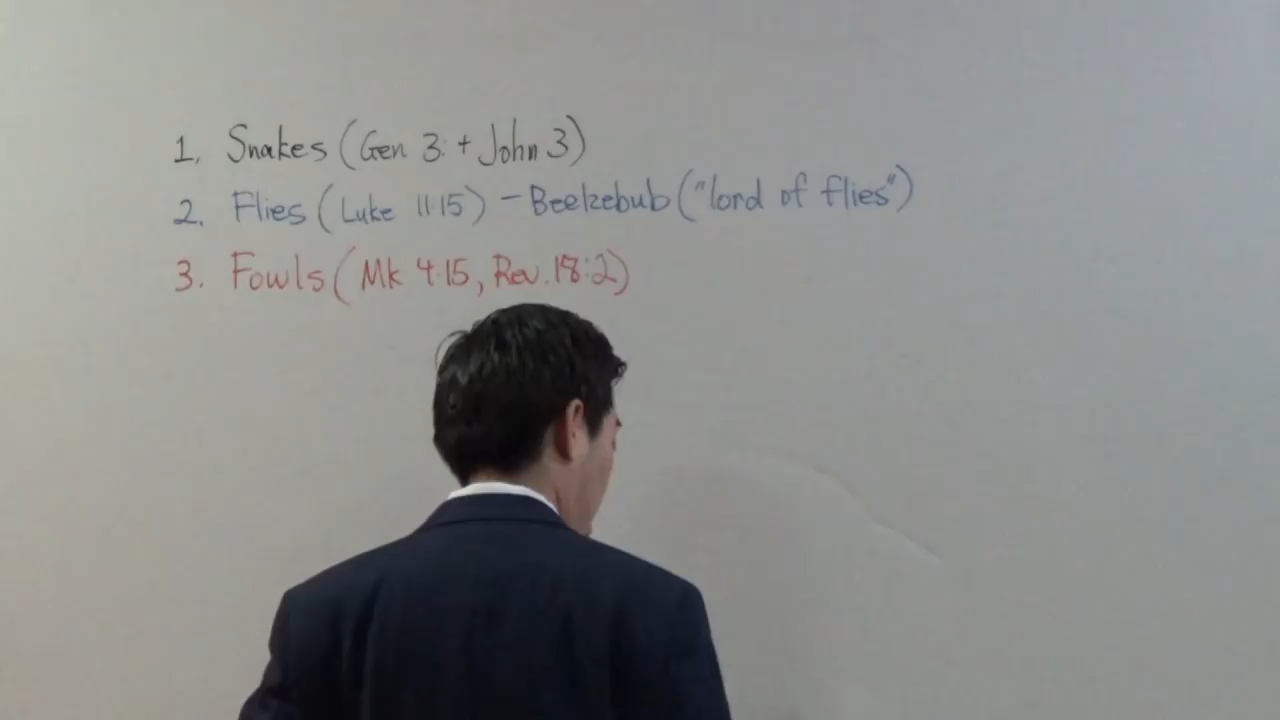 1. Snakes (Gen 3: + John 3)
2. Flies (Luke 11:15) - Beelzebub ("lord of flies")
3. Fowls (Mk 4:15, Rev. 18:2)